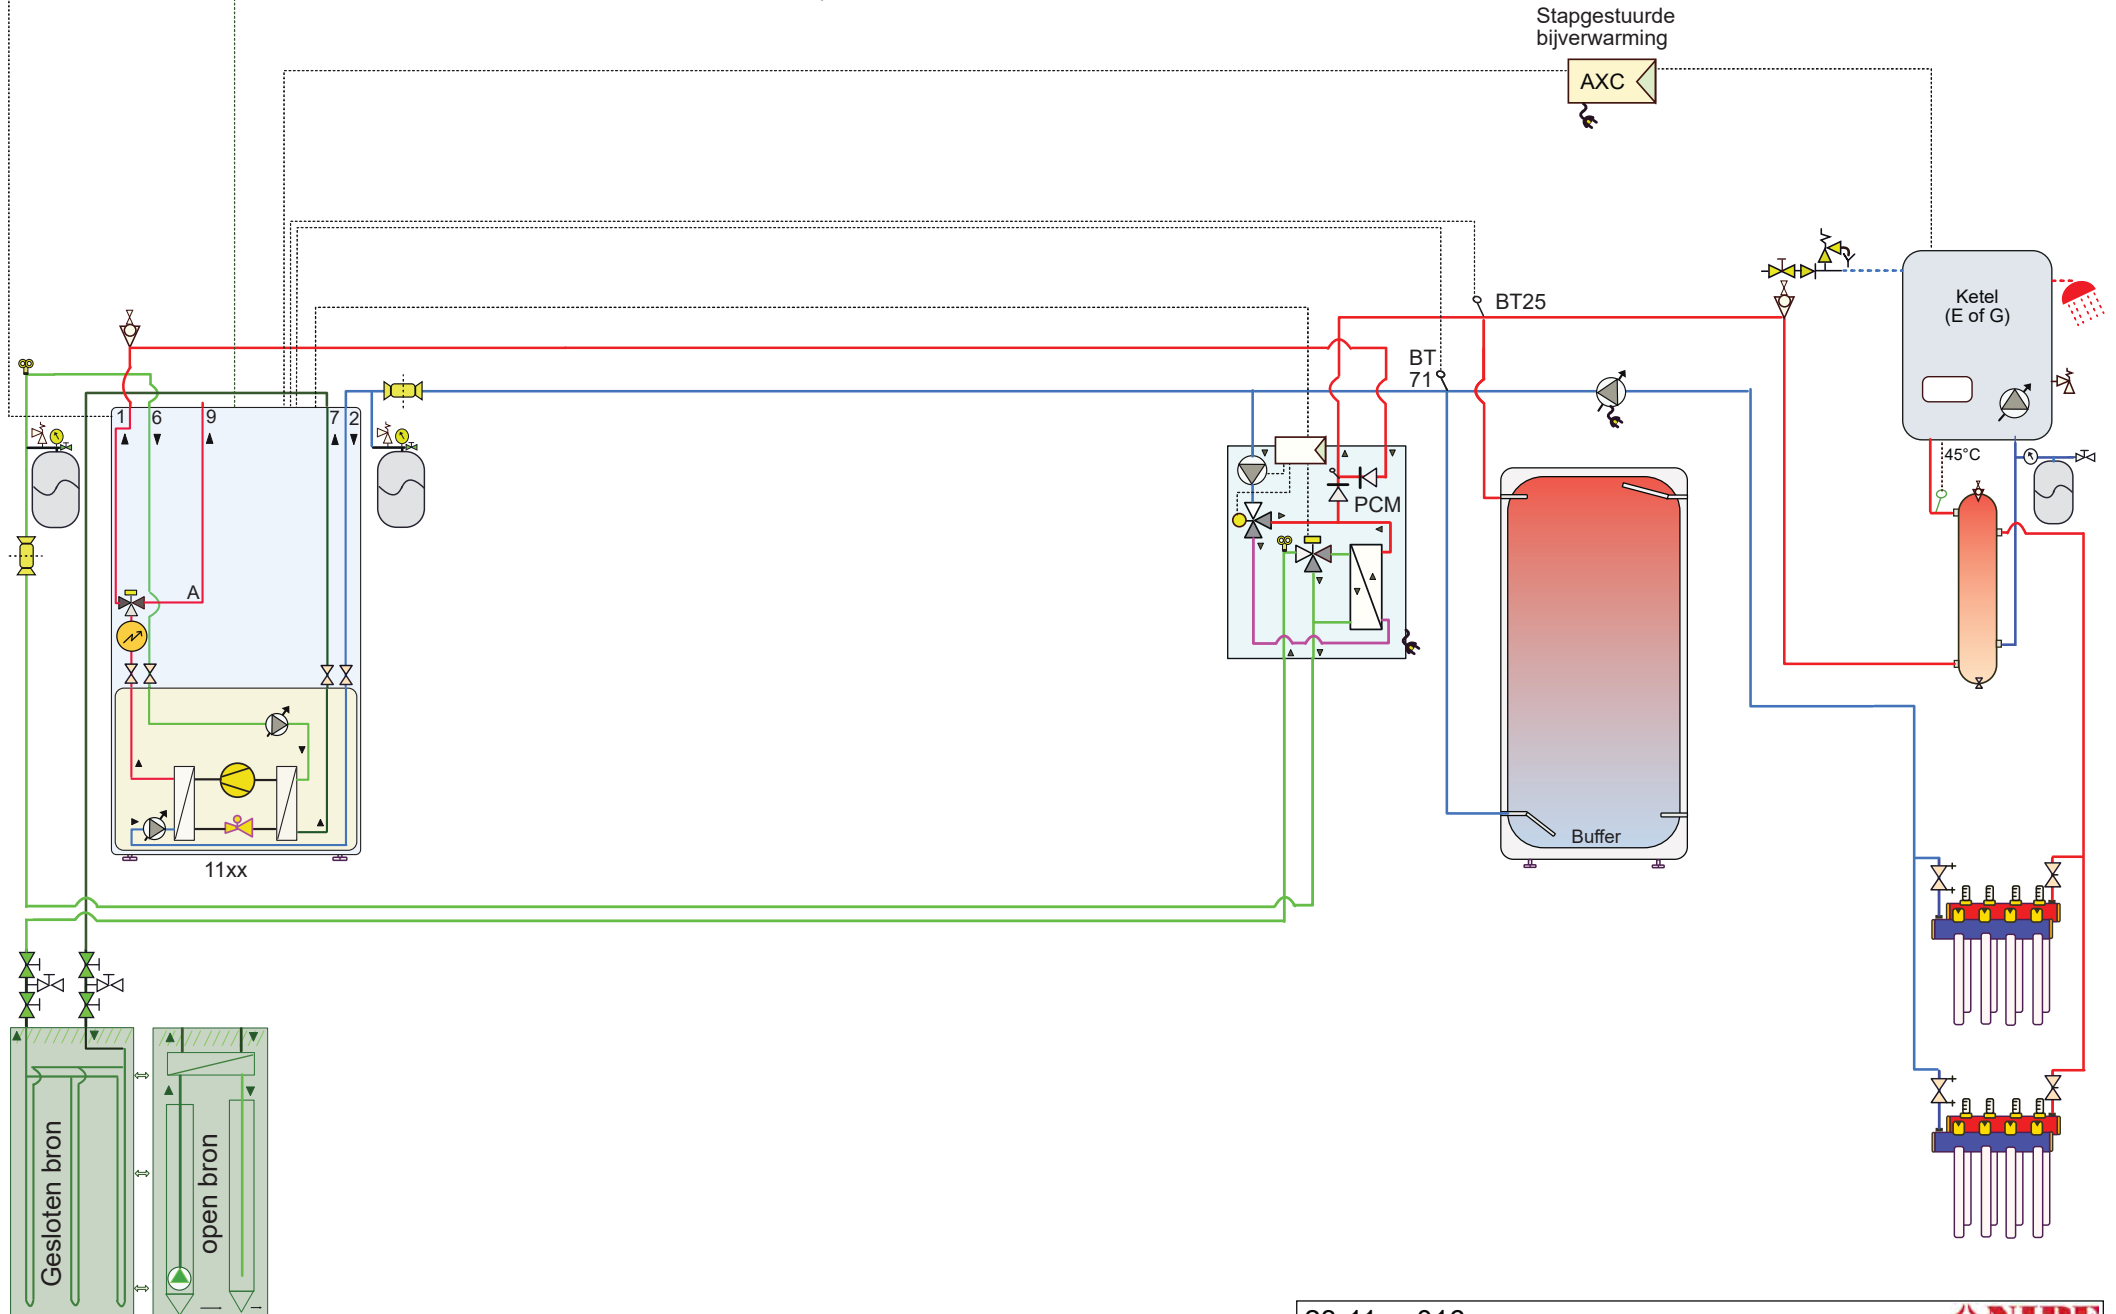 Stapgestuurde
bijverwarming
AXC
BT25
Ketel
(E of G)
BT
71
1 6 9 7 2
45°C
PCM
A
Buffer
11xx
Gesloten bron
open bron